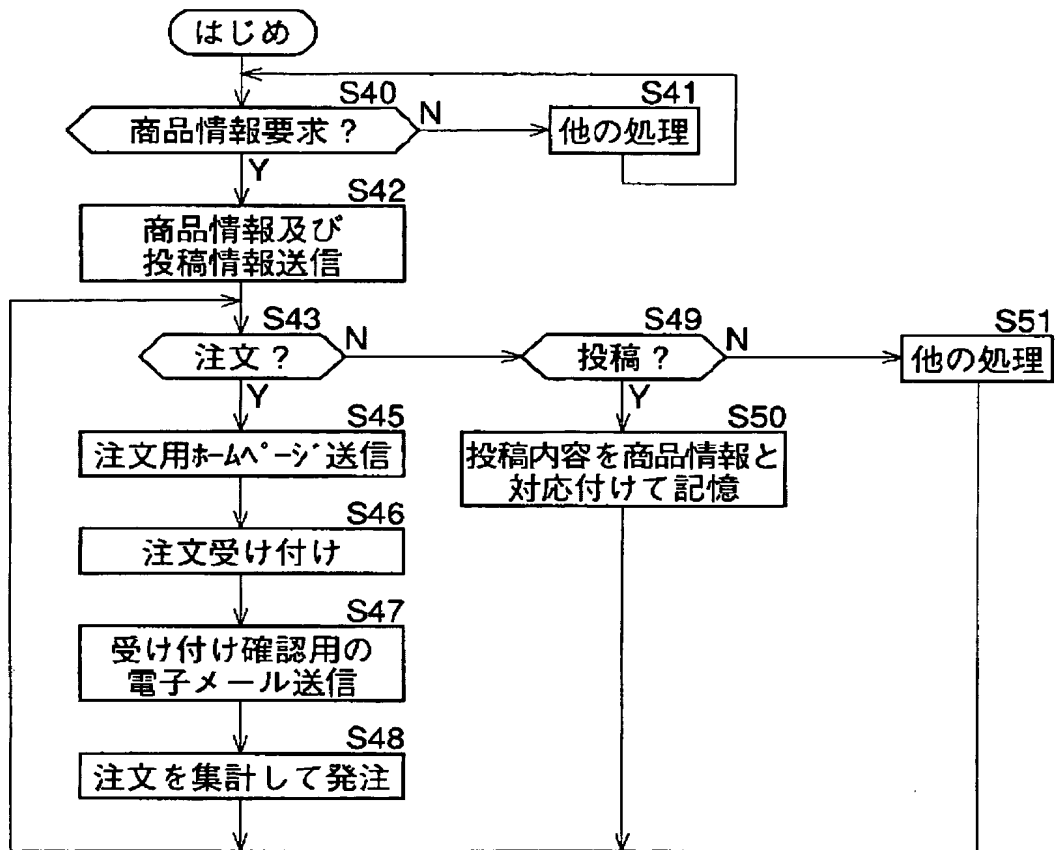 はじめ
S40
商品情報要求?
N
S41
他の処理
Y
S42
商品情報及び
投稿情報送信
S43
注文?
N
S49
投稿?
N
S51
他の処理
Y
S45
注文用ホームページ送信
Y
S50
投稿内容を商品情報と
対応付けて記憶
S46
注文受け付け
S47
受け付け確認用の
電子メール送信
S48
注文を集計して発注